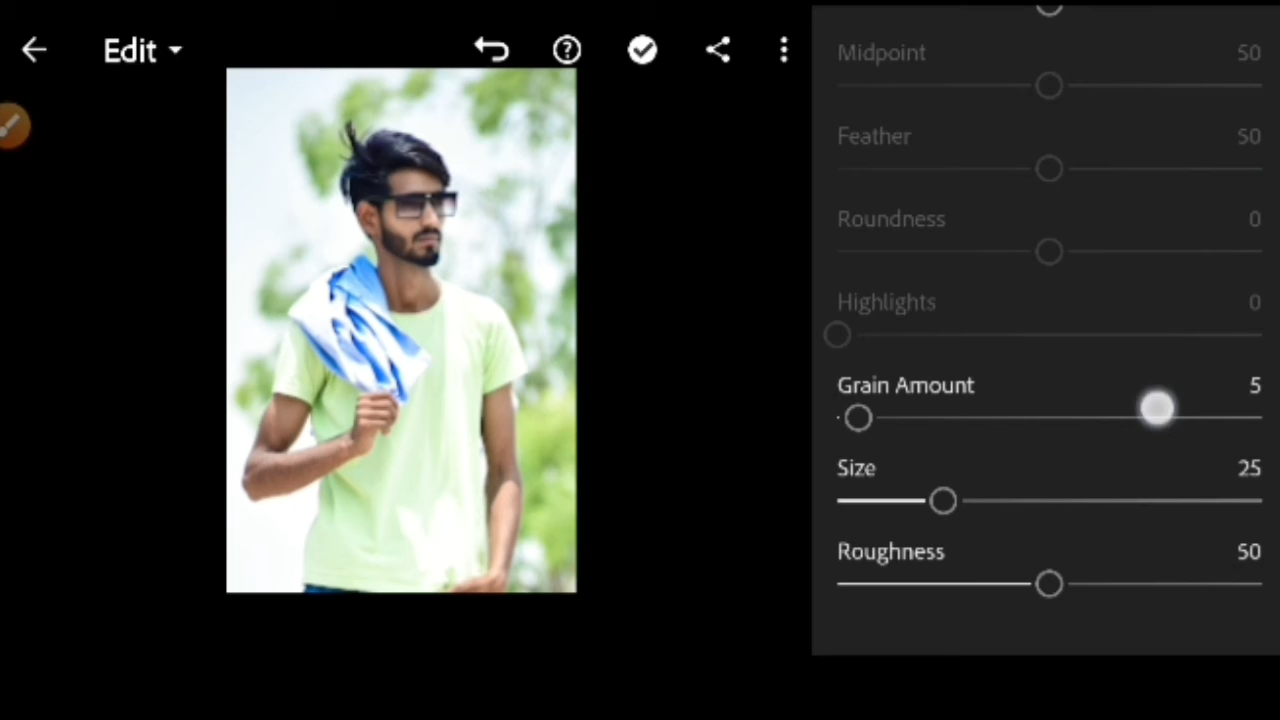 Edit
Midpoint 50
Feather 50
Roundness 0
Highlights 0
Grain Amount 5
Size 25
Roughness 50